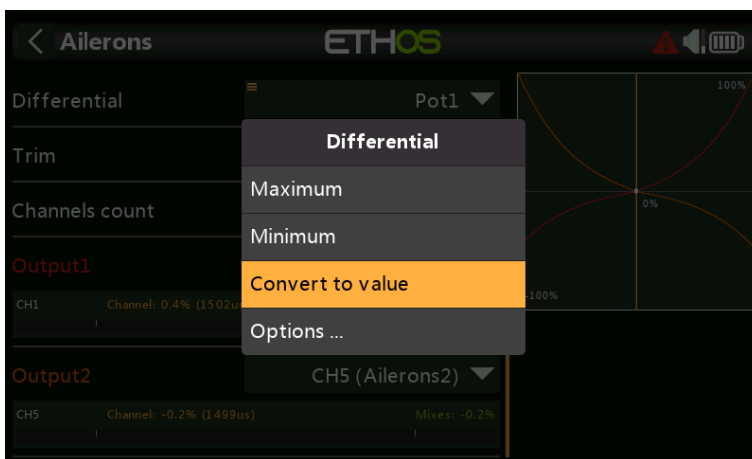 Ailerons
ETHOS
Differential
Pot1
100%
Differential
Trim
Maximum
Channels count
0%
Minimum
Output1
Convert to value
CH1 Channel: 0.4% (1502us
-100%
Options ...
Output2
CH5 (Ailerons2)
CH5 Channel: -0.2% (1499us) Mixes: -0.2%